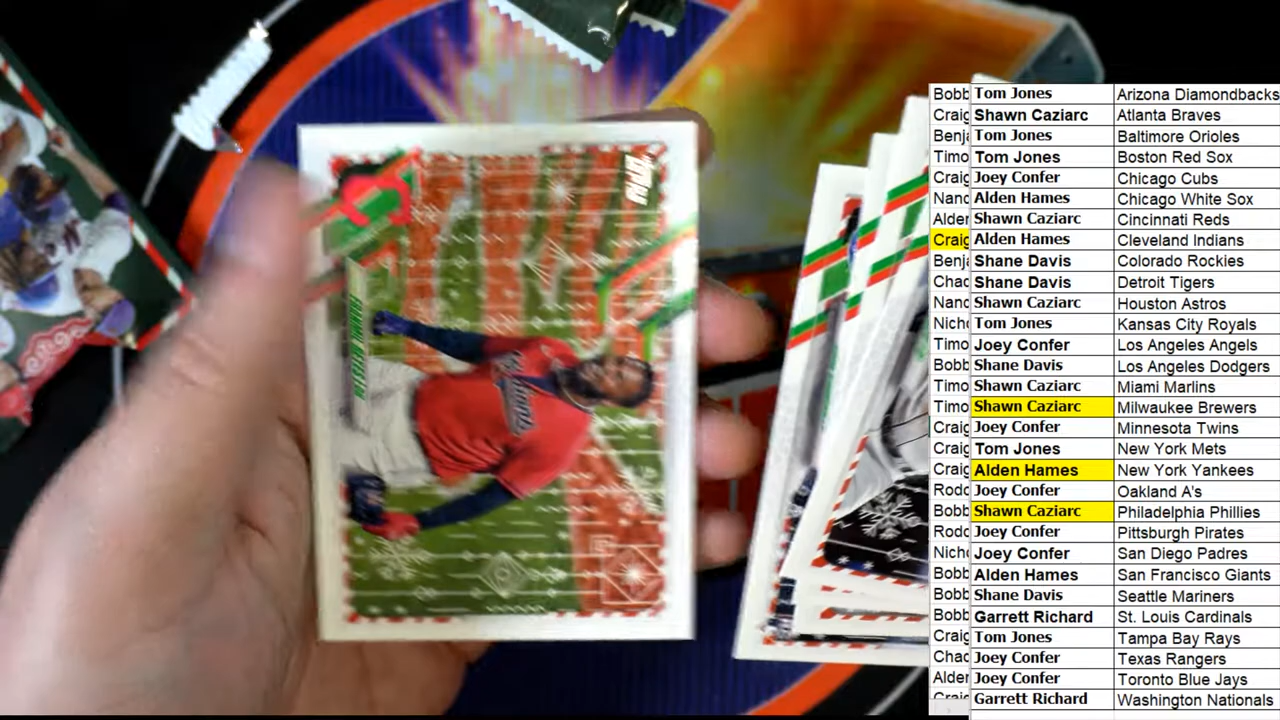 Bobb Tom Jones Arizona Diamondbacks
Craig Shawn Caziarc Atlanta Braves
Benja Tom Jones Baltimore Orioles
Timo Tom Jones Boston Red Sox
Craig Joey Confer Chicago Cubs
Nanc Alden Hames Chicago White Sox
Alder Shawn Caziarc Cincinnati Reds
Craig Alden Hames Cleveland Indians
Benja Shane Davis Colorado Rockies
Chac Shane Davis Detroit Tigers
Nanc Shawn Caziarc Houston Astros
Nicho Tom Jones Kansas City Royals
Timo Joey Confer Los Angeles Angels
Bobb Shane Davis Los Angeles Dodgers
Timo Shawn Caziarc Miami Marlins
Timo Shawn Caziarc Milwaukee Brewers
Craig Joey Confer Minnesota Twins
Craig Tom Jones New York Mets
Craig Alden Hames New York Yankees
Rodo Joey Confer Oakland A's
Bobb Shawn Caziarc Philadelphia Phillies
Rodo Joey Confer Pittsburgh Pirates
Nicho Joey Confer San Diego Padres
Bobb Alden Hames San Francisco Giants
Bobb Shane Davis Seattle Mariners
Bobb Garrett Richard St. Louis Cardinals
Craig Tom Jones Tampa Bay Rays
Chac Joey Confer Texas Rangers
Alder Joey Confer Toronto Blue Jays
Craig Garrett Richard Washington Nationals